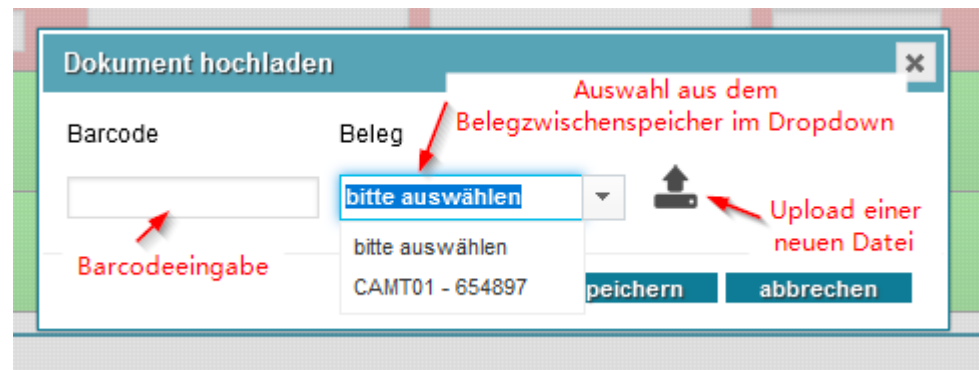 Dokument hochladen
Auswahl aus dem
Belegzwischenspeicher im Dropdown
Barcode
Beleg
bitte auswählen
Upload einer
neuen Datei
Barcodeeingabe
bitte auswählen
CAMT01 - 654897
peichern
abbrechen